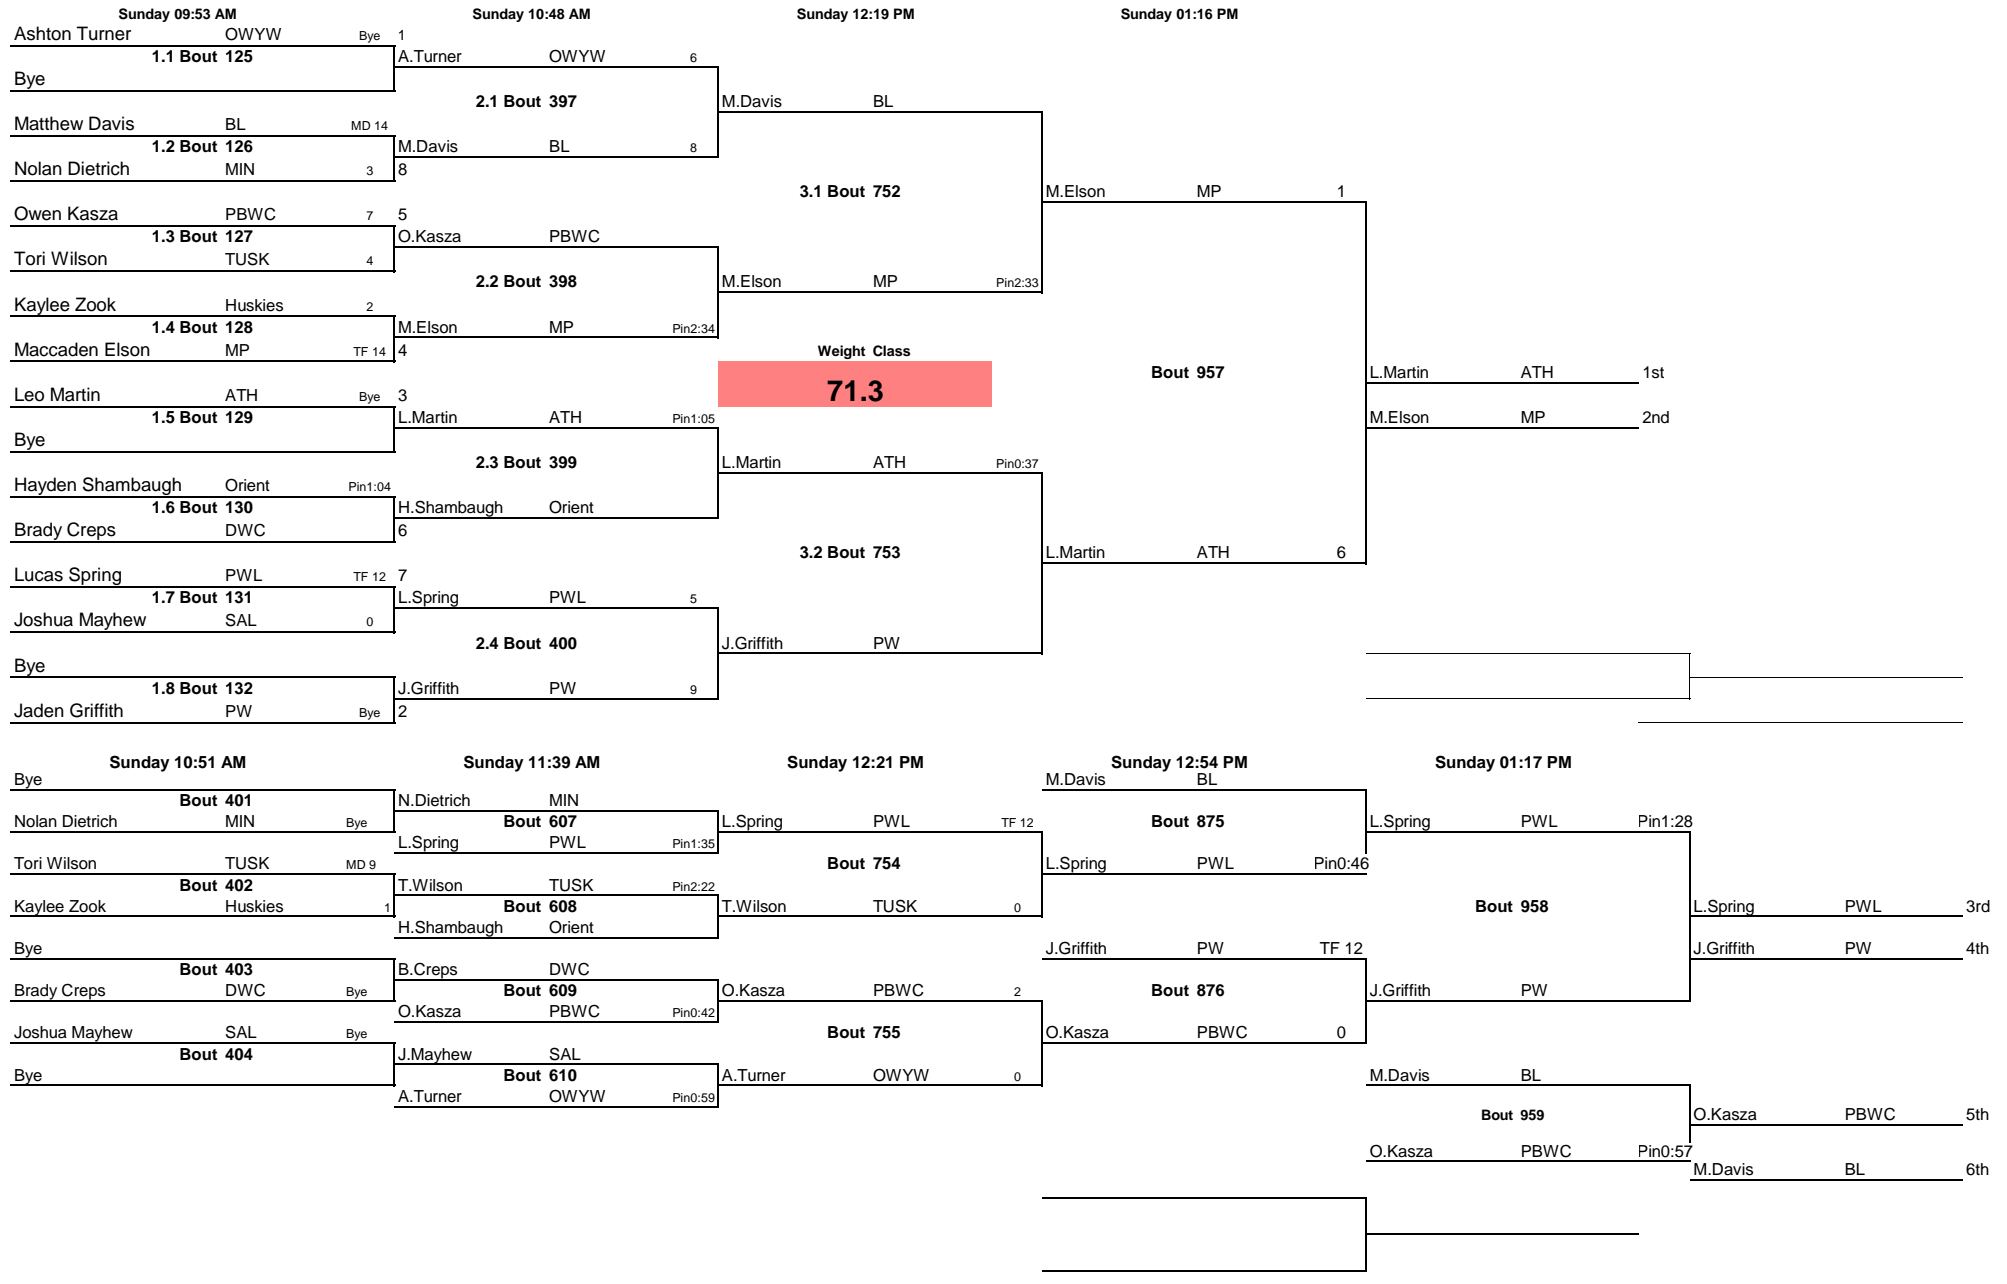 Sunday 09:53 AM Sunday 10:48 AM Sunday 12:19 PM Sunday 01:16 PM
Ashton Turner OWYW Bye 1
1.1 Bout 125 A.Turner OWYW 6
Bye
2.1 Bout 397 M.Davis BL
Matthew Davis BL MD 14
1.2 Bout 126 M.Davis BL 8
Nolan Dietrich MIN 3 8
3.1 Bout 752 M.Elson MP 1
Owen Kasza PBWC 7 5
1.3 Bout 127 O.Kasza PBWC
Tori Wilson TUSK 4
2.2 Bout 398 M.Elson MP Pin2:33
Kaylee Zook Huskies 2
1.4 Bout 128 M.Elson MP Pin2:34
Maccaden Elson MP TF 14 4 Weight Class
Bout 957 L.Martin ATH 1st
71.3
Leo Martin ATH Bye 3
1.5 Bout 129 L.Martin ATH Pin1:05 M.Elson MP 2nd
Bye
2.3 Bout 399 L.Martin ATH Pin0:37
Hayden Shambaugh Orient Pin1:04
1.6 Bout 130 H.Shambaugh Orient
Brady Creps DWC 6
3.2 Bout 753 L.Martin ATH 6
Lucas Spring PWL TF 12 7
1.7 Bout 131 L.Spring PWL 5
Joshua Mayhew SAL 0
2.4 Bout 400 J.Griffith PW
Bye
1.8 Bout 132 J.Griffith PW 9
Jaden Griffith PW Bye 2
Sunday 10:51 AM Sunday 11:39 AM Sunday 12:21 PM Sunday 12:54 PM Sunday 01:17 PM
Bye M.Davis BL
Bout 401 N.Dietrich MIN
Nolan Dietrich MIN Bye Bout 607 L.Spring PWL TF 12 Bout 875 L.Spring PWL Pin1:28
L.Spring PWL Pin1:35
Tori Wilson TUSK MD 9 Bout 754 L.Spring PWL Pin0:46
Bout 402 T.Wilson TUSK Pin2:22
Kaylee Zook Huskies 1 Bout 608 T.Wilson TUSK 0 Bout 958 L.Spring PWL 3rd
H.Shambaugh Orient
Bye J.Griffith PW TF 12 J.Griffith PW 4th
Bout 403 B.Creps DWC
Brady Creps DWC Bye Bout 609 O.Kasza PBWC 2 Bout 876 J.Griffith PW
O.Kasza PBWC Pin0:42
Joshua Mayhew SAL Bye Bout 755 O.Kasza PBWC 0
Bout 404 J.Mayhew SAL
Bye Bout 610 A.Turner OWYW 0 M.Davis BL
A.Turner OWYW Pin0:59
Bout 959 O.Kasza PBWC 5th
O.Kasza PBWC Pin0:57
M.Davis BL 6th